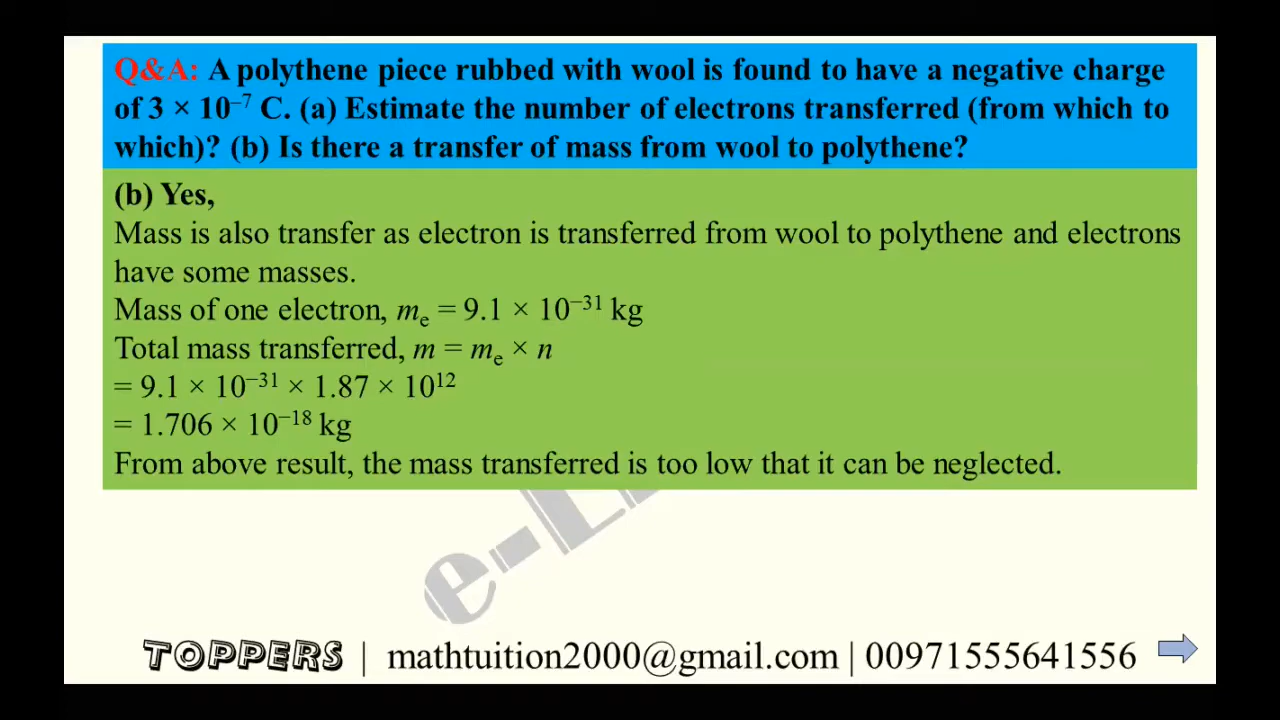 Q&A: A polythene piece rubbed with wool is found to have a negative charge
of 3 × 10⁻⁷ C. (a) Estimate the number of electrons transferred (from which to
which)? (b) Is there a transfer of mass from wool to polythene?
(b) Yes,
Mass is also transfer as electron is transferred from wool to polythene and electrons
have some masses.
Mass of one electron, mₑ = 9.1 × 10⁻³¹ kg
Total mass transferred, m = mₑ × n
= 9.1 × 10⁻³¹ × 1.87 × 10¹²
= 1.706 × 10⁻¹⁸ kg
From above result, the mass transferred is too low that it can be neglected.
TOPPERS | mathtuition2000@gmail.com | 00971555641556